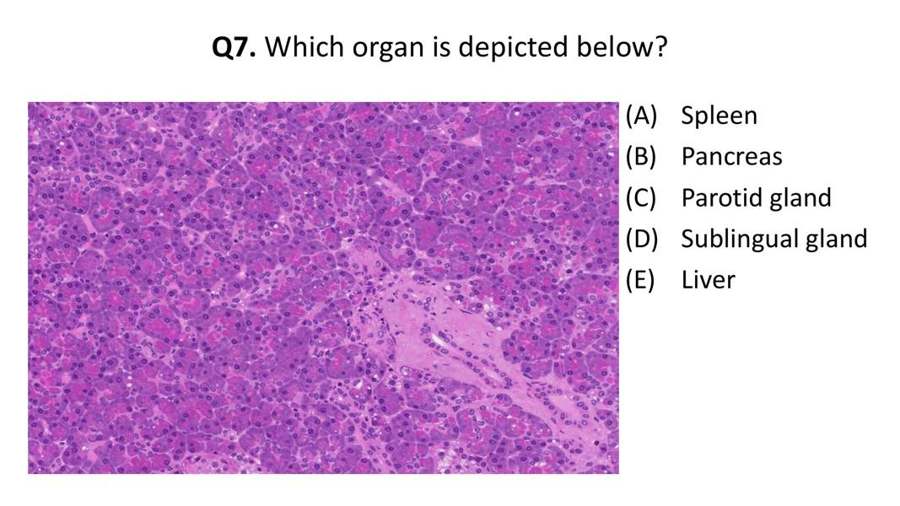 Q7. Which organ is depicted below?
(A) Spleen
(B) Pancreas
(C) Parotid gland
(D) Sublingual gland
(E) Liver